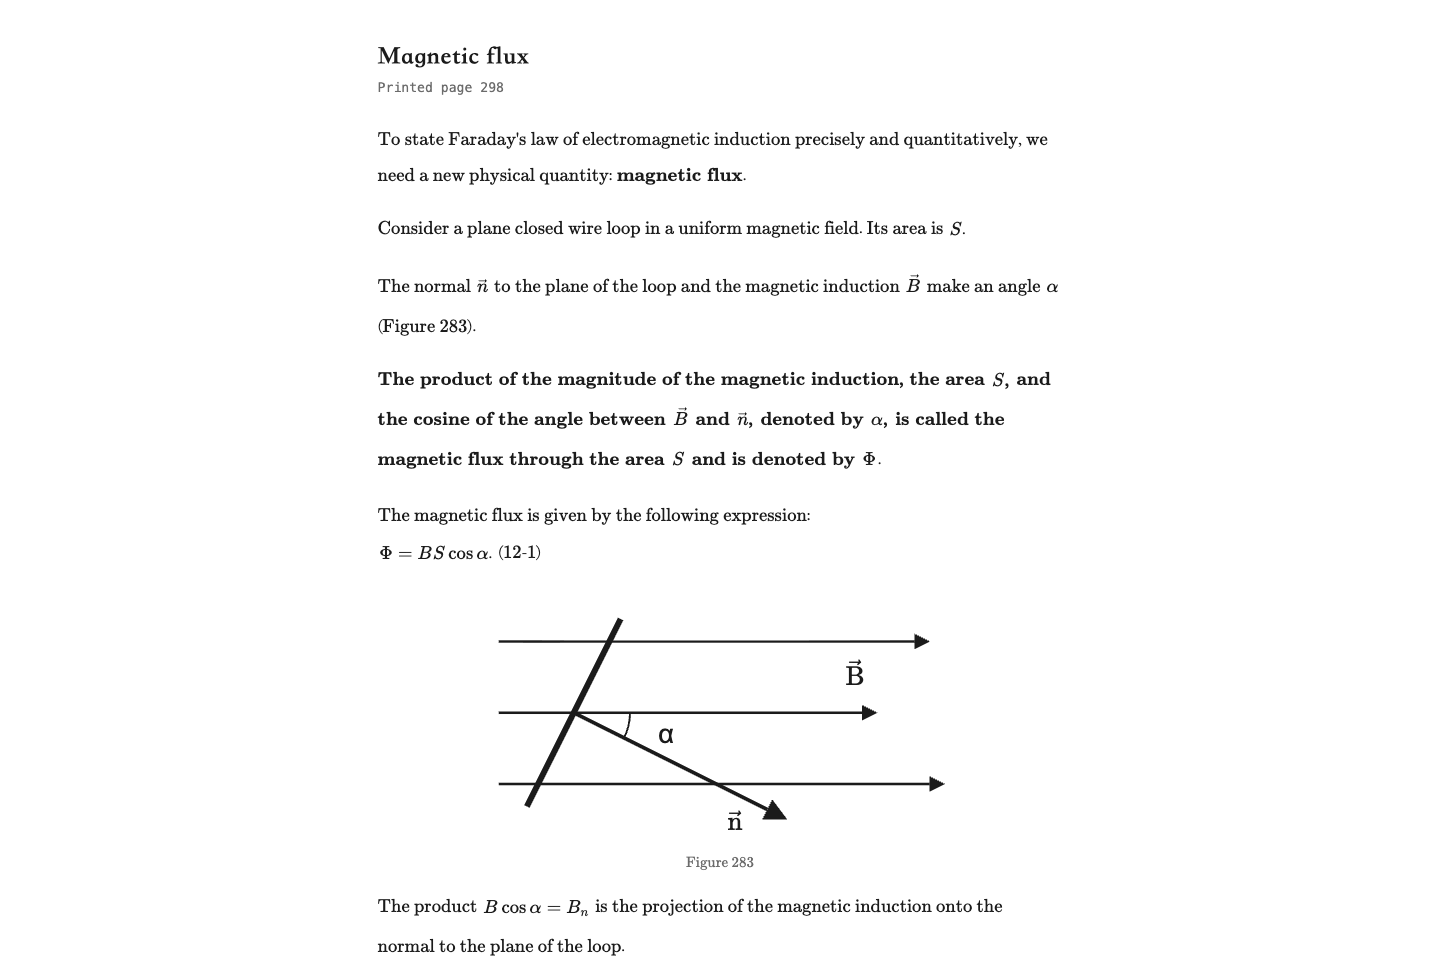 Magnetic flux
Printed page 298
To state Faraday's law of electromagnetic induction precisely and quantitatively, we
need a new physical quantity: magnetic flux.
Consider a plane closed wire loop in a uniform magnetic field. Its area is S.
The normal n⃗ to the plane of the loop and the magnetic induction B⃗ make an angle α
(Figure 283).
The product of the magnitude of the magnetic induction, the area S, and
the cosine of the angle between B⃗ and n⃗, denoted by α, is called the
magnetic flux through the area S and is denoted by Φ.
The magnetic flux is given by the following expression:
Φ = BS cos α. (12-1)
B⃗
α
n⃗
Figure 283
The product B cos α = Bₙ is the projection of the magnetic induction onto the
normal to the plane of the loop.